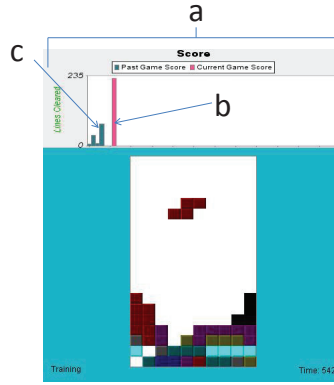 a
Score
c
235
Past Game Score Current Game Score
Lines Cleared
b
0
Training
Time: 542